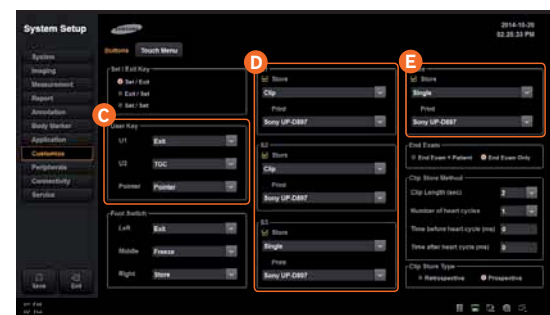 System Setup
SAMSUNG
2014-10-20
02:25:33 PM
Buttons Touch Menu
System
Imaging
Measurement
Report
Annotation
Body Marker
Application
Customize
Peripherals
Connectivity
Service
Save
Exit
Set / Exit Key
Set / Exit
Exit / Set
Set / Set
C
User Key
U1 Exit
U2 TGC
Pointer Pointer
Foot Switch
Left Exit
Middle Freeze
Right Store
D
Store
Clip
Print
Sony UP-D897
S2
Store
Clip
Print
Sony UP-D897
S3
Store
Single
Print
Sony UP-D897
E
Store
Single
Print
Sony UP-D897
End Exam
End Exam + Patient End Exam Only
Clip Store Method
Clip Length (sec) 2
Number of heart cycles 1
Time before heart cycle (ms) 0
Time after heart cycle (ms) 0
Clip Store Type
Retrospective Prospective